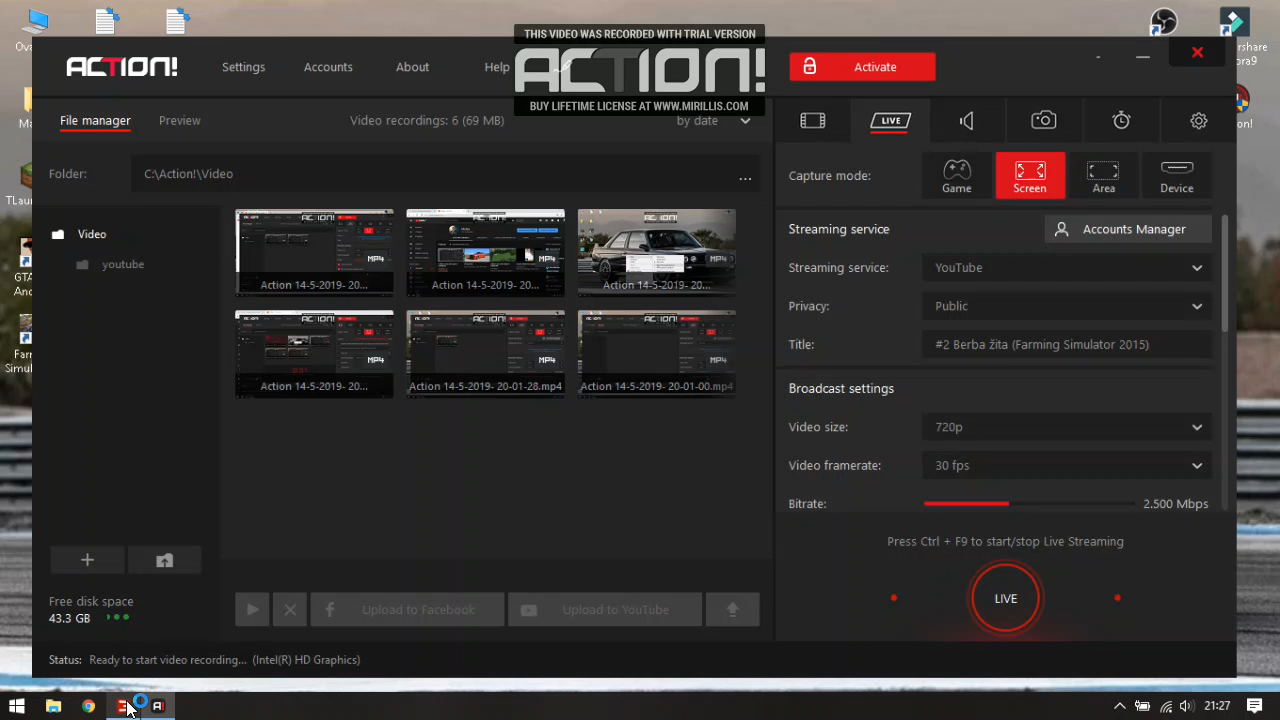 THIS VIDEO WAS RECORDED WITH TRIAL VERSION
ACTION!
BUY LIFETIME LICENSE AT WWW.MIRILLIS.COM
ACTION!
Settings
Accounts
About
Help
Activate
File manager
Preview
Video recordings: 6 (69 MB)
by date
LIVE
Folder:
C:\Action!\Video
...
Capture mode:
Game
Screen
Area
Device
Video
youtube
MP4
Action 14-5-2019- 20...
MP4
Action 14-5-2019- 20...
MP4
Action 14-5-2019- 20...
MP4
Action 14-5-2019- 20...
MP4
Action 14-5-2019- 20-01-28.mp4
MP4
Action 14-5-2019- 20-01-00.mp4
Streaming service
Accounts Manager
Streaming service:
YouTube
Privacy:
Public
Title:
#2 Berba žita (Farming Simulator 2015)
Broadcast settings
Video size:
720p
Video framerate:
30 fps
Bitrate:
2.500 Mbps
Press Ctrl + F9 to start/stop Live Streaming
LIVE
Free disk space
43.3 GB
Upload to Facebook
Upload to YouTube
Status:
Ready to start video recording...
(Intel(R) HD Graphics)
21:27